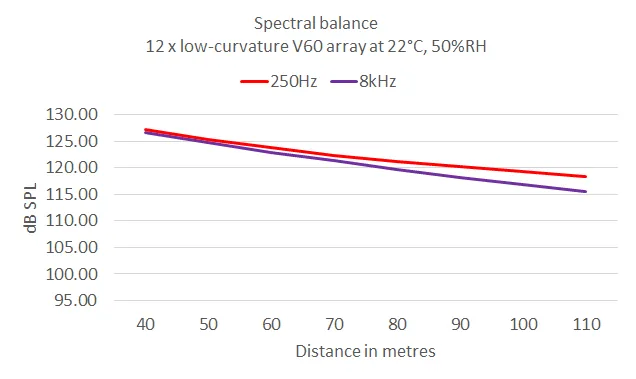 Spectral balance
12 x low-curvature V60 array at 22°C, 50%RH
250Hz 8kHz
130.00
125.00
120.00
115.00
110.00
105.00
100.00
95.00
dB SPL
40 50 60 70 80 90 100 110
Distance in metres